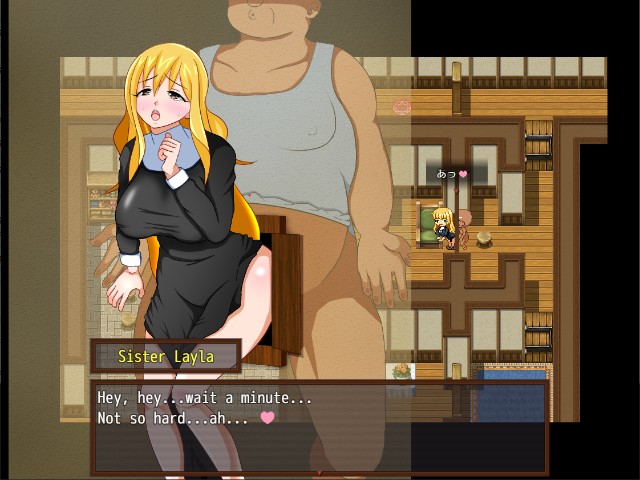 あっ♥
Sister Layla
Hey, hey...wait a minute...
Not so hard...ah... ♥